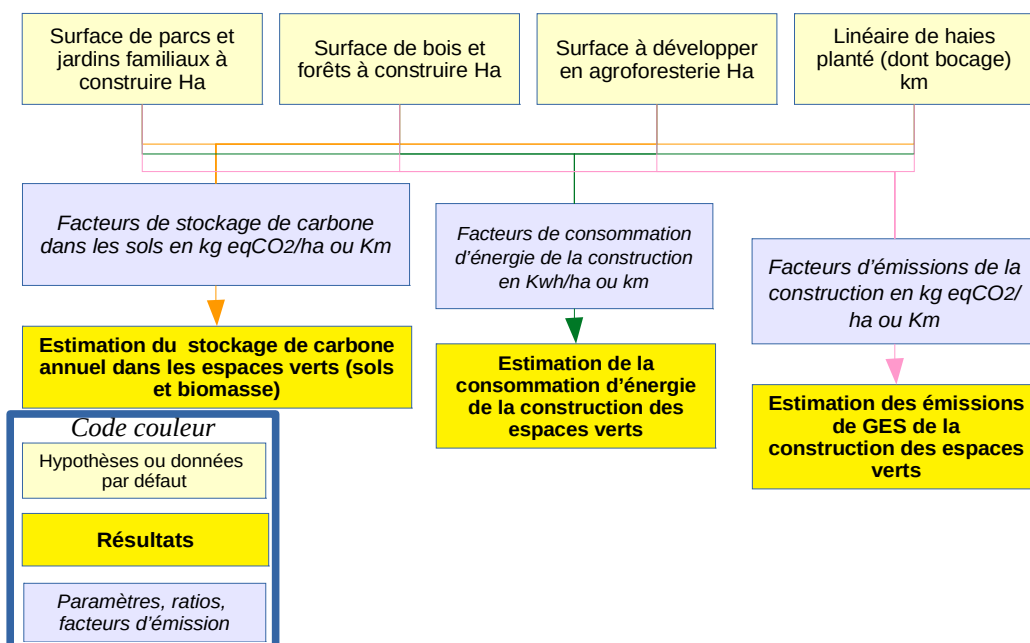 Surface de parcs et
jardins familiaux à
construire Ha
Surface de bois et
forêts à construire Ha
Surface à développer
en agroforesterie Ha
Linéaire de haies
planté (dont bocage)
km
Facteurs de stockage de carbone
dans les sols en kg eqCO2/ha ou Km
Facteurs de consommation
d’énergie de la construction
en Kwh/ha ou km
Facteurs d’émissions de la
construction en kg eqCO2/
ha ou Km
Estimation du stockage de carbone
annuel dans les espaces verts (sols
et biomasse)
Estimation de la
consommation d’énergie
de la construction des
espaces verts
Estimation des émissions
de GES de la
construction des espaces
verts
Code couleur
Hypothèses ou données
par défaut
Résultats
Paramètres, ratios,
facteurs d’émission